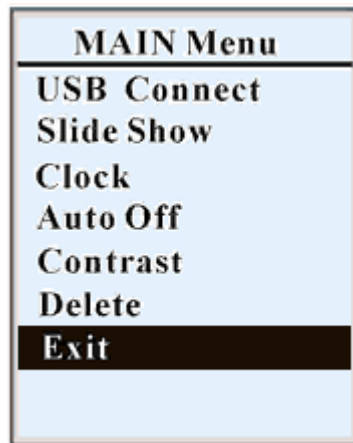 MAIN Menu
USB Connect
Slide Show
Clock
Auto Off
Contrast
Delete
Exit